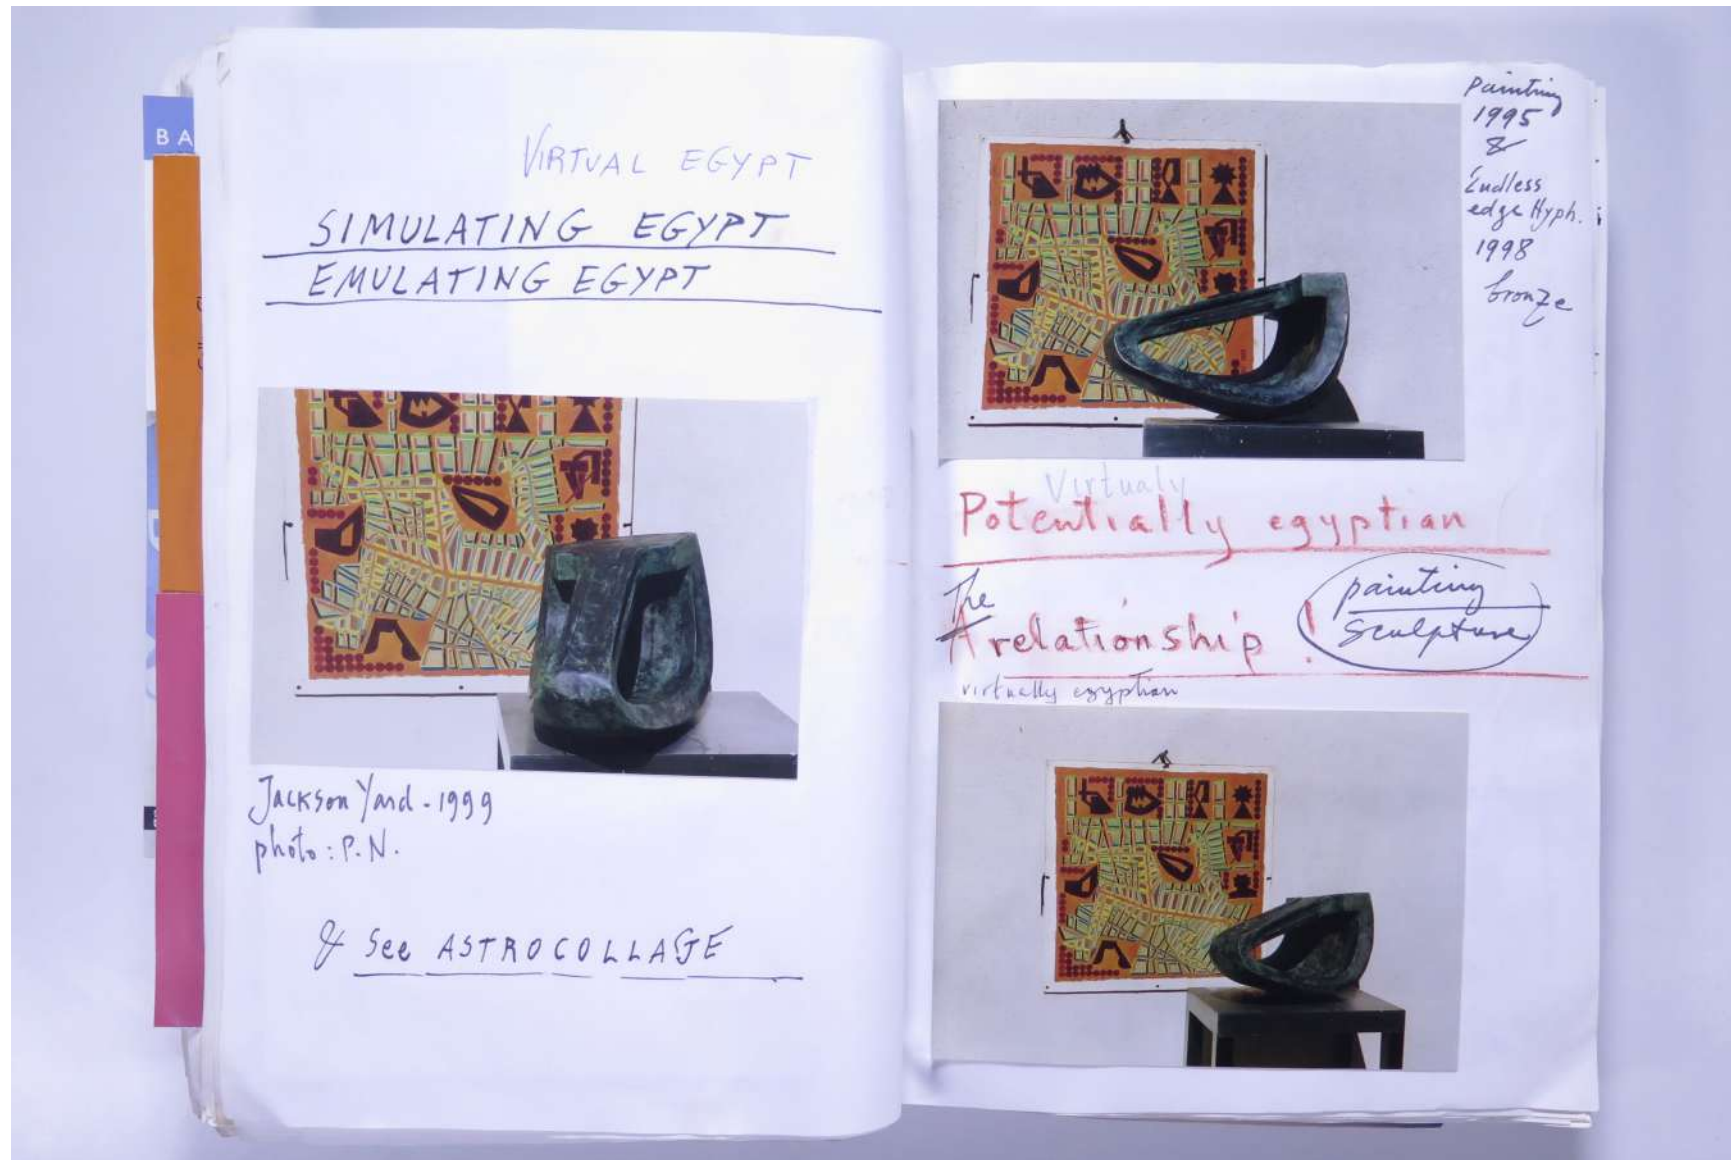 BA
VIRTUAL EGYPT
SIMULATING EGYPT
EMULATING EGYPT
Jackson Yard - 1999
photo: P.N.
& See ASTROCOLLAGE
Painting
1995
&
Endless
edge Hyph.
1998
bronze
Virtualy
Potentially egyptian
The
A relationship !
painting
sculpture
virtually egyptian